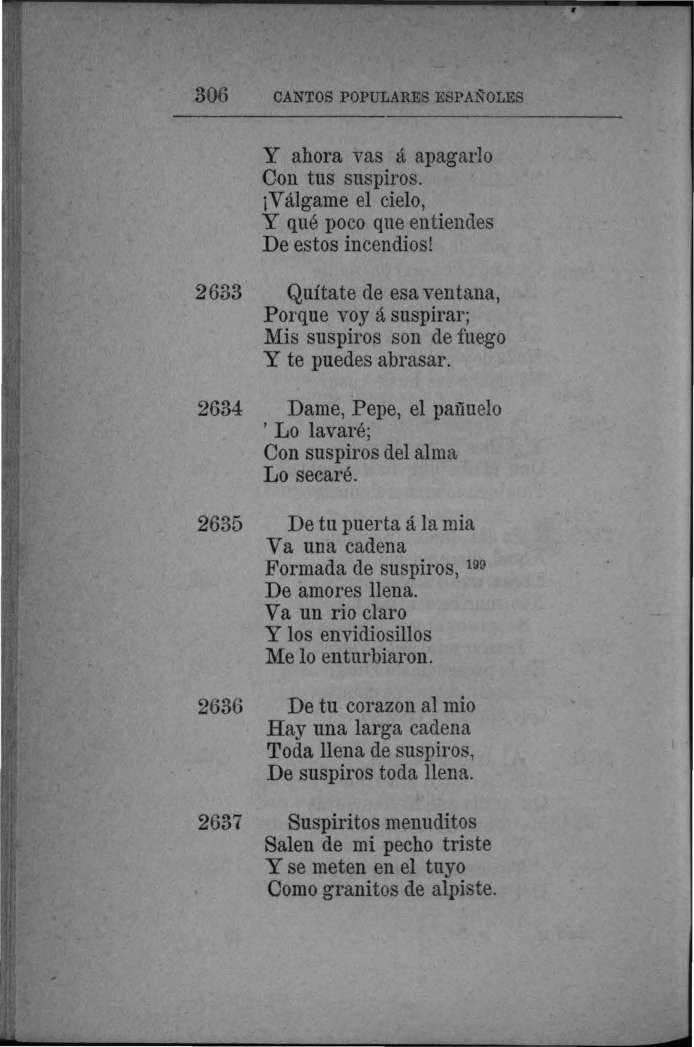 306 CANTOS POPULARES ESPAÑOLES
Y ahora vas á apagarlo
Con tus suspiros.
¡Válgame el cielo,
Y qué poco que entiendes
De estos incendios!
2633 Quítate de esa ventana,
Porque voy á suspirar;
Mis suspiros son de fuego
Y te puedes abrasar.
2634 Dame, Pepe, el pañuelo
' Lo lavaré;
Con suspiros del alma
Lo secaré.
2635 De tu puerta á la mia
Va una cadena
Formada de suspiros, 199
De amores llena.
Va un rio claro
Y los envidiosillos
Me lo enturbiaron.
2636 De tu corazon al mio
Hay una larga cadena
Toda llena de suspiros,
De suspiros toda llena.
2637 Suspiritos menuditos
Salen de mi pecho triste
Y se meten en el tuyo
Como granitos de alpiste.